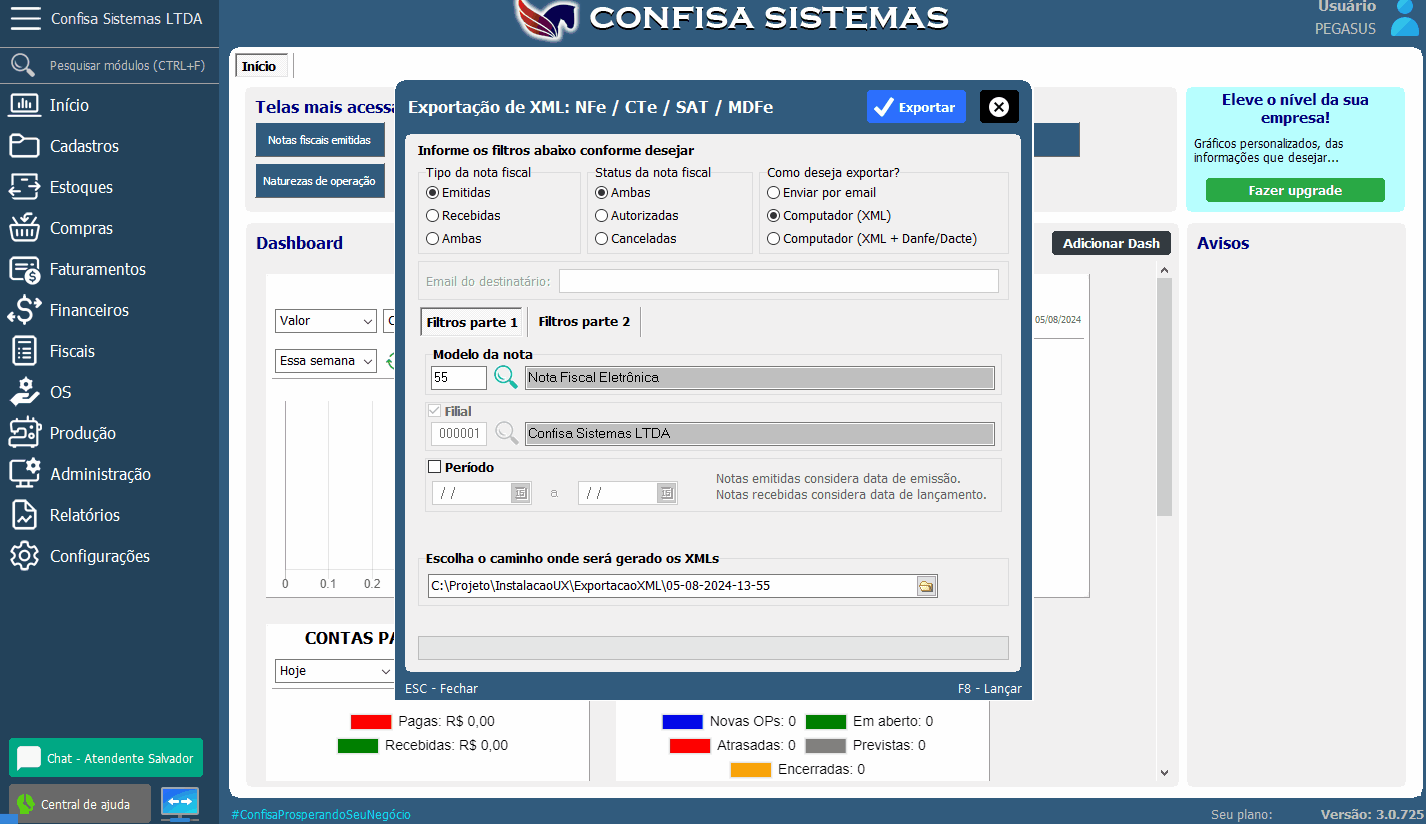 Confisa Sistemas LTDA
CONFISA SISTEMAS
Usuário
PEGASUS
Pesquisar módulos (CTRL+F)
Início
Cadastros
Estoques
Compras
Faturamentos
Financeiros
Fiscais
OS
Produção
Administração
Relatórios
Configurações
Chat - Atendente Salvador
Central de ajuda
Início
Telas mais acessa
Notas fiscais emitidas
Naturezas de operação
Eleve o nível da sua
empresa!
Gráficos personalizados, das
informações que desejar...
Fazer upgrade
Dashboard
Adicionar Dash
Avisos
Valor
Essa semana
05/08/2024
0 0.1 0.2
Exportação de XML: NFe / CTe / SAT / MDFe
Exportar
Informe os filtros abaixo conforme desejar
Tipo da nota fiscal
Emitidas
Recebidas
Ambas
Status da nota fiscal
Ambas
Autorizadas
Canceladas
Como deseja exportar?
Enviar por email
Computador (XML)
Computador (XML + Danfe/Dacte)
Email do destinatário:
Filtros parte 1
Filtros parte 2
Modelo da nota
55
Nota Fiscal Eletrônica
Filial
000001
Confisa Sistemas LTDA
Período
/ / 15 a / / 15
Notas emitidas considera data de emissão.
Notas recebidas considera data de lançamento.
Escolha o caminho onde será gerado os XMLs
C:\Projeto\InstalacaoUX\ExportacaoXML\05-08-2024-13-55
ESC - Fechar
F8 - Lançar
CONTAS PA
Hoje
Pagas: R$ 0,00
Recebidas: R$ 0,00
Novas OPs: 0
Em aberto: 0
Atrasadas: 0
Previstas: 0
Encerradas: 0
#ConfisaProsperandoSeuNegócio
Seu plano:
Versão: 3.0.725